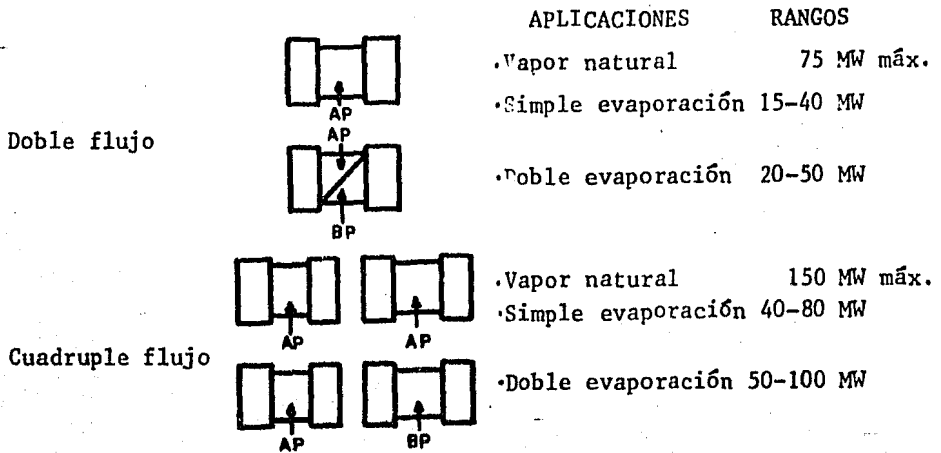 APLICACIONES RANGOS
.Vapor natural 75 MW máx.
AP
.Simple evaporación 15-40 MW
Doble flujo
AP
.Doble evaporación 20-50 MW
BP
.Vapor natural 150 MW máx.
.Simple evaporación 40-80 MW
AP AP
Cuadruple flujo
.Doble evaporación 50-100 MW
AP BP